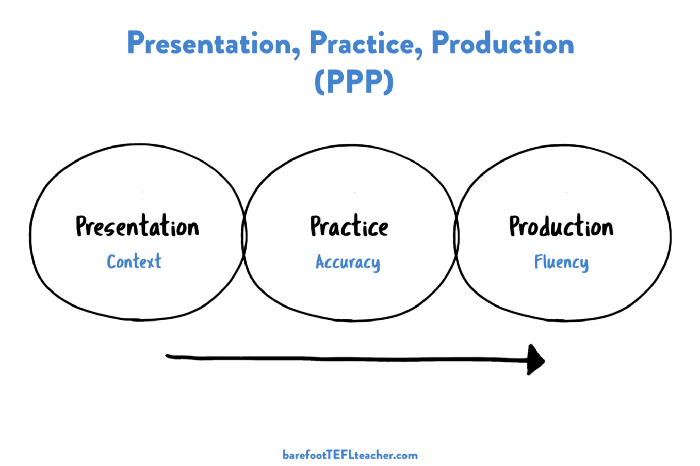 Presentation, Practice, Production
(PPP)
Presentation
Context
Practice
Accuracy
Production
Fluency
barefootTEFLteacher.com